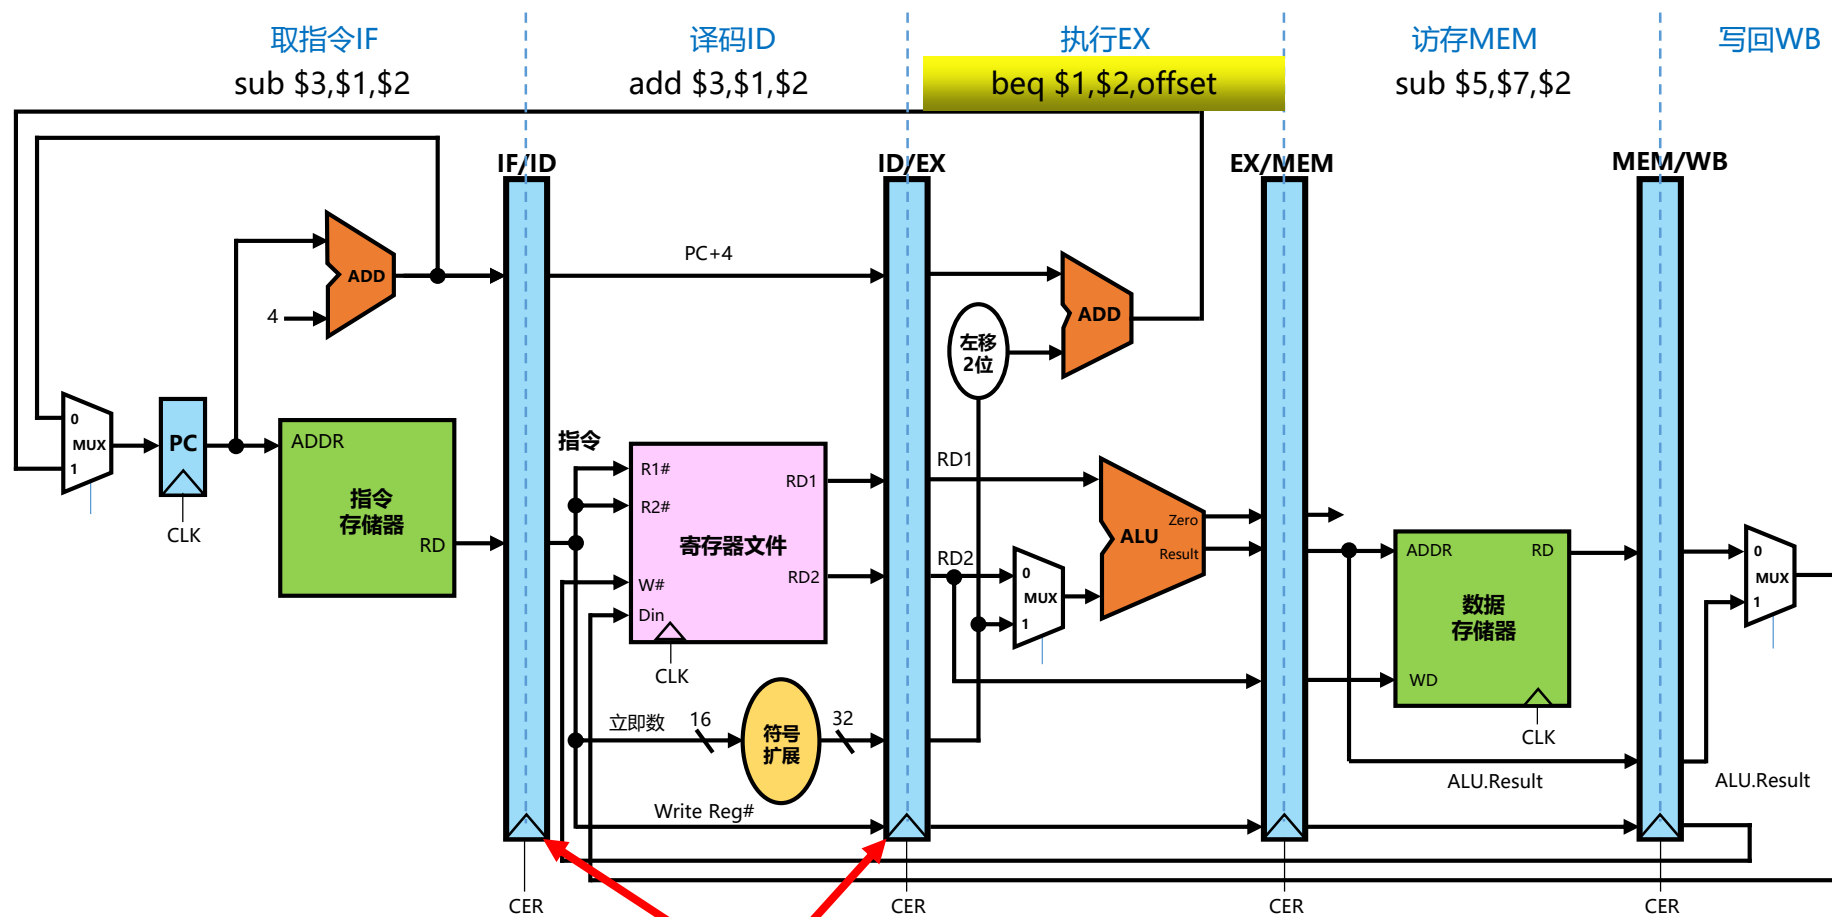 取指令IF
译码ID
执行EX
访存MEM
写回WB
sub $3,$1,$2
add $3,$1,$2
beq $1,$2,offset
sub $5,$7,$2
IF/ID
ID/EX
EX/MEM
MEM/WB
ADD
4
PC+4
ADD
左移
2位
0
MUX
1
PC
CLK
ADDR
指令
存储器
RD
指令
R1#
R2#
W#
Din
RD1
RD2
寄存器文件
CLK
立即数
16
符号
扩展
32
Write Reg#
RD1
RD2
0
MUX
1
ALU
Zero
Result
ADDR
RD
数据
存储器
WD
CLK
ALU.Result
0
MUX
1
ALU.Result
CER
CER
CER
CER